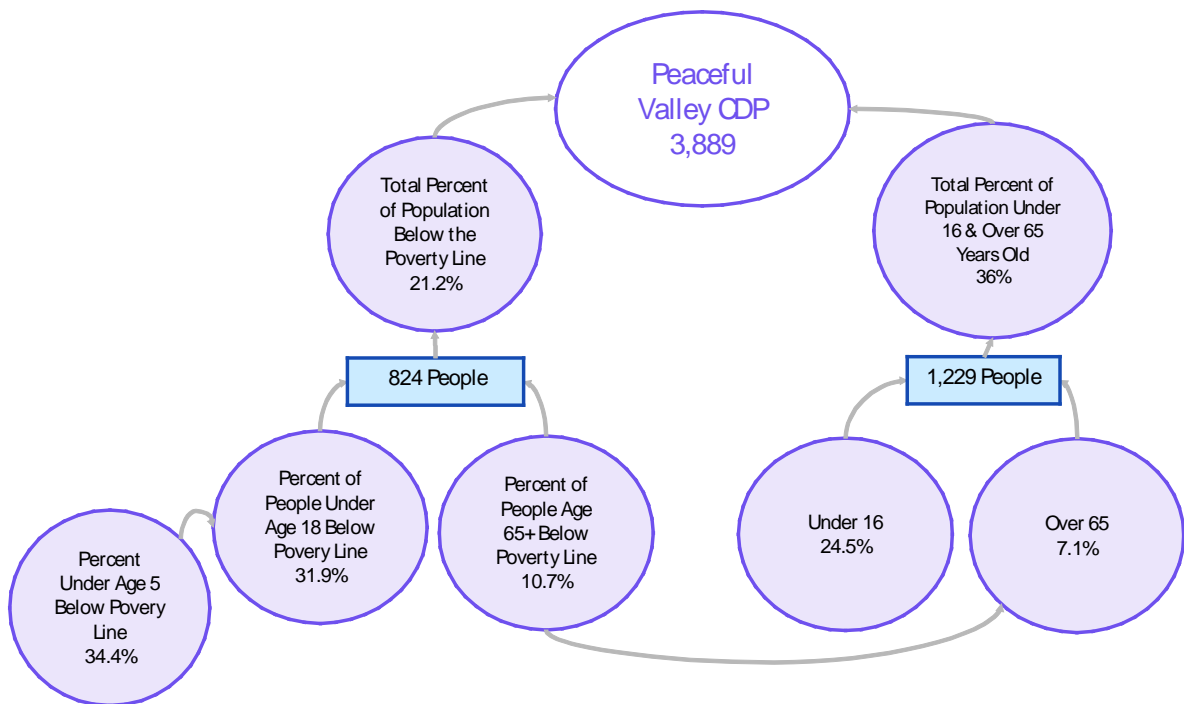 Peaceful
Valley CDP
3,889
Total Percent
of Population
Below the
Poverty Line
21.2%
Total Percent of
Population Under
16 & Over 65
Years Old
36%
824 People
1,229 People
Percent of
People Under
Age 18 Below
Povery Line
31.9%
Percent of
People Age
65+ Below
Poverty Line
10.7%
Under 16
24.5%
Over 65
7.1%
Percent
Under Age 5
Below Povery
Line
34.4%